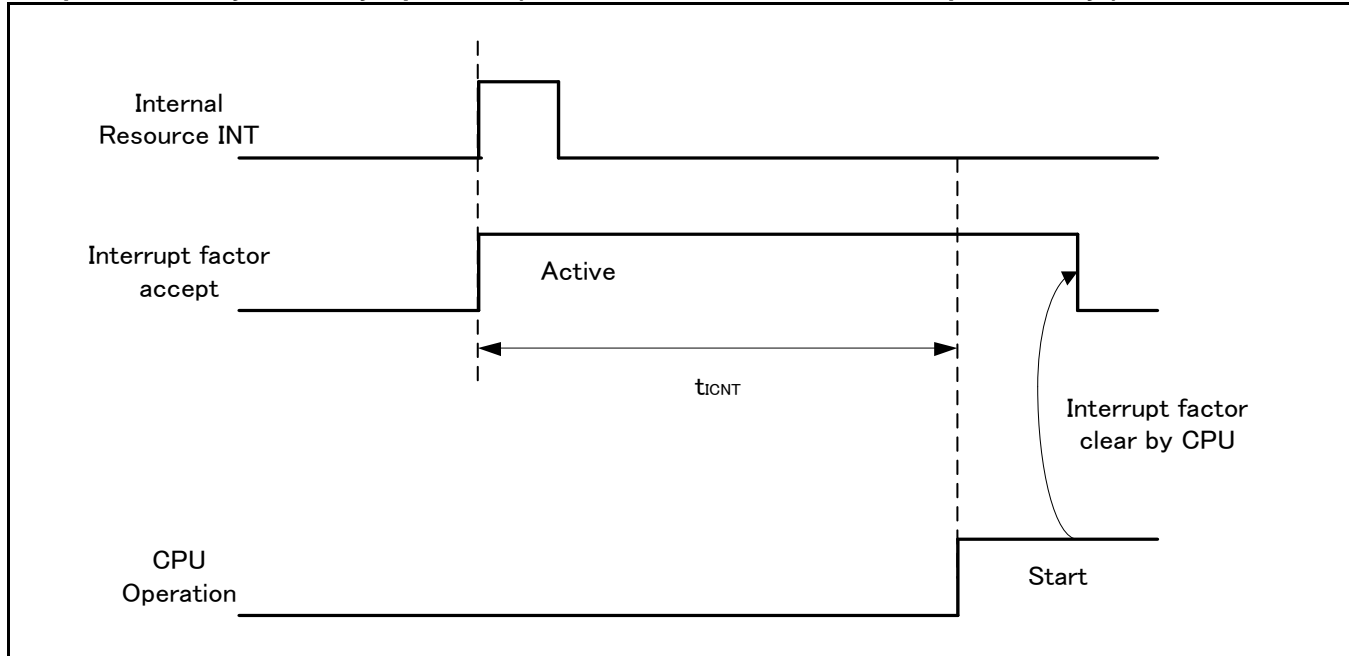 Internal
Resource INT
Interrupt factor
accept
Active
tICNT
Interrupt factor
clear by CPU
CPU
Operation
Start